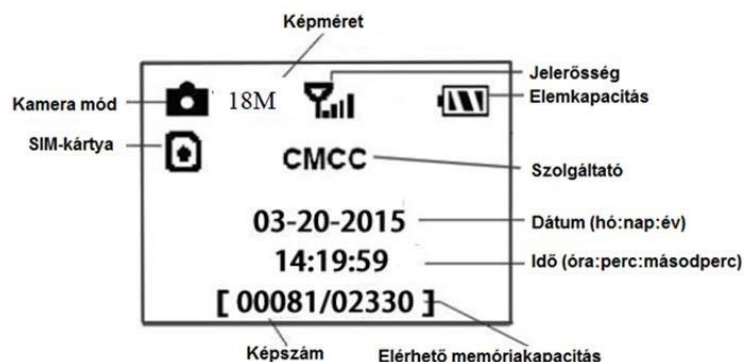 Képméret
Jelerősség
Kamera mód
18M
Elemkapacitás
SIM-kártya
CMCC
Szolgáltató
03-20-2015
Dátum (hó:nap:év)
14:19:59
Idő (óra:perc:másodperc)
[ 00081/02330 ]
Képszám
Elérhető memóriakapacitás